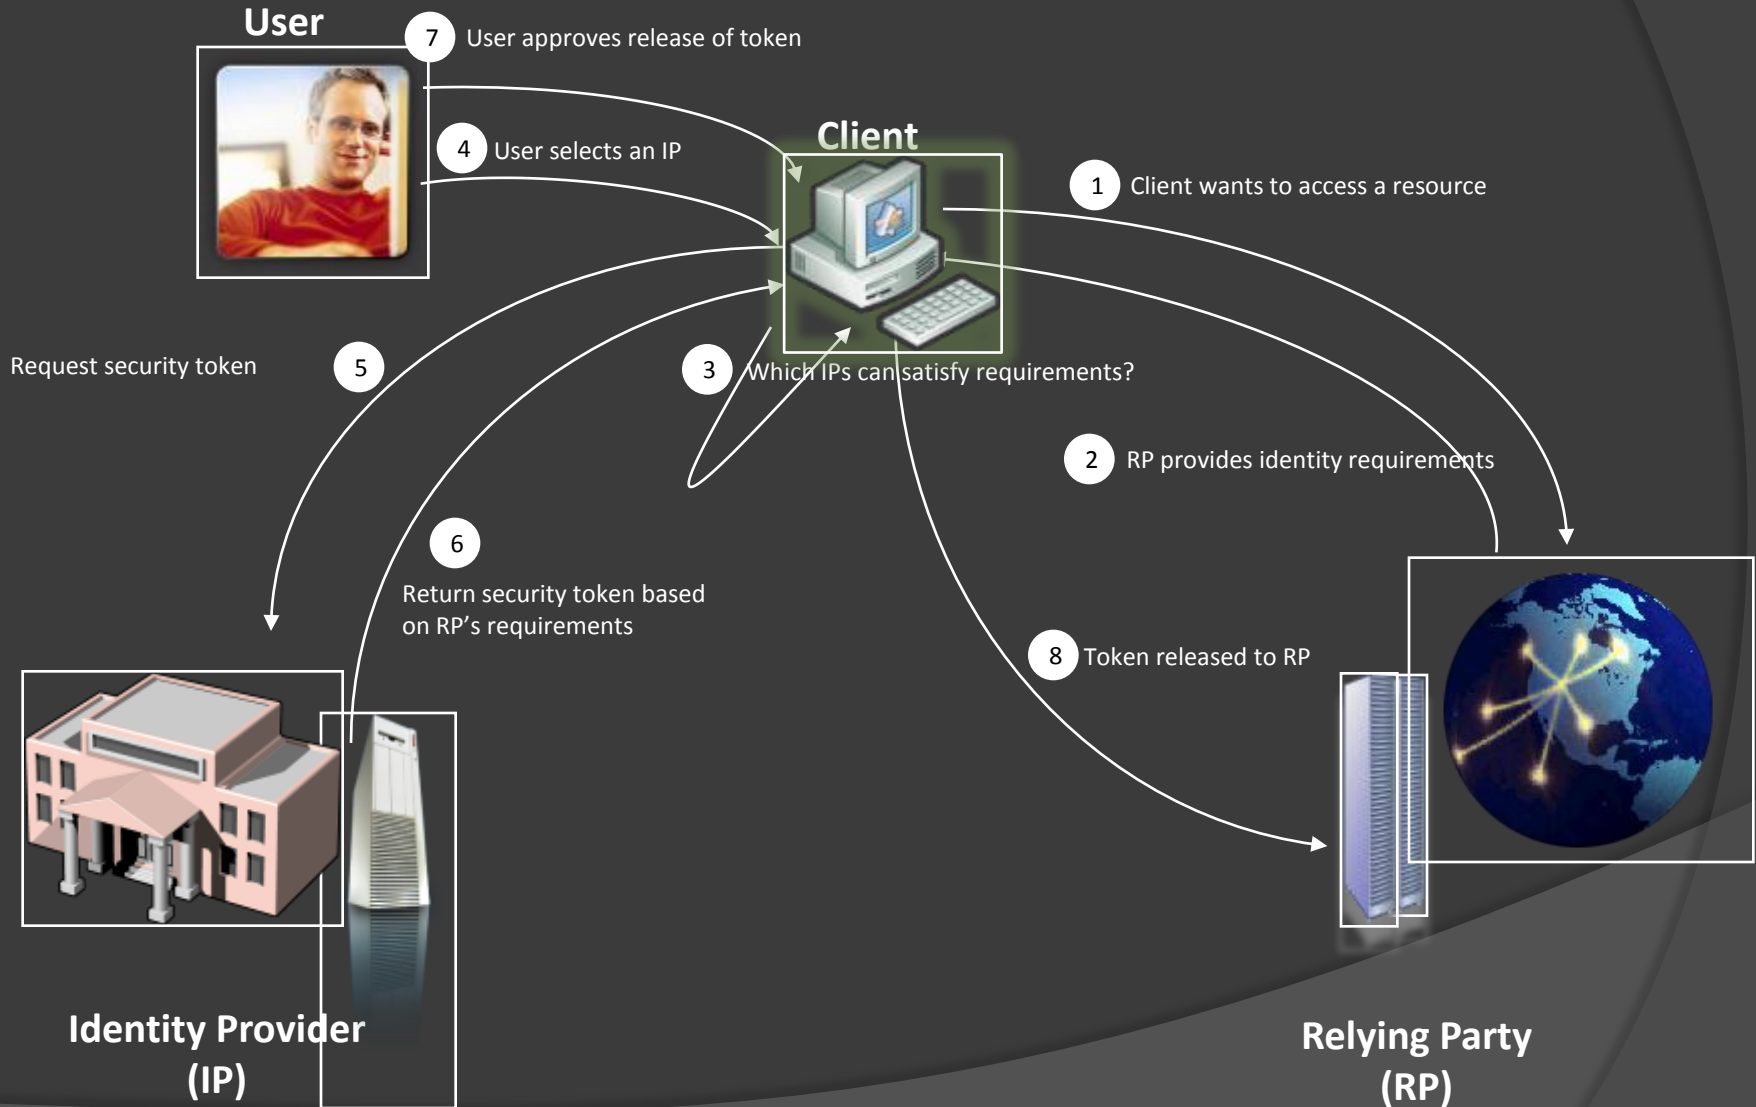 User
7 User approves release of token
Client
4 User selects an IP
1 Client wants to access a resource
Request security token 5
3 Which IPs can satisfy requirements?
2 RP provides identity requirements
6
Return security token based
on RP’s requirements
8 Token released to RP
Identity Provider
(IP)
Relying Party
(RP)